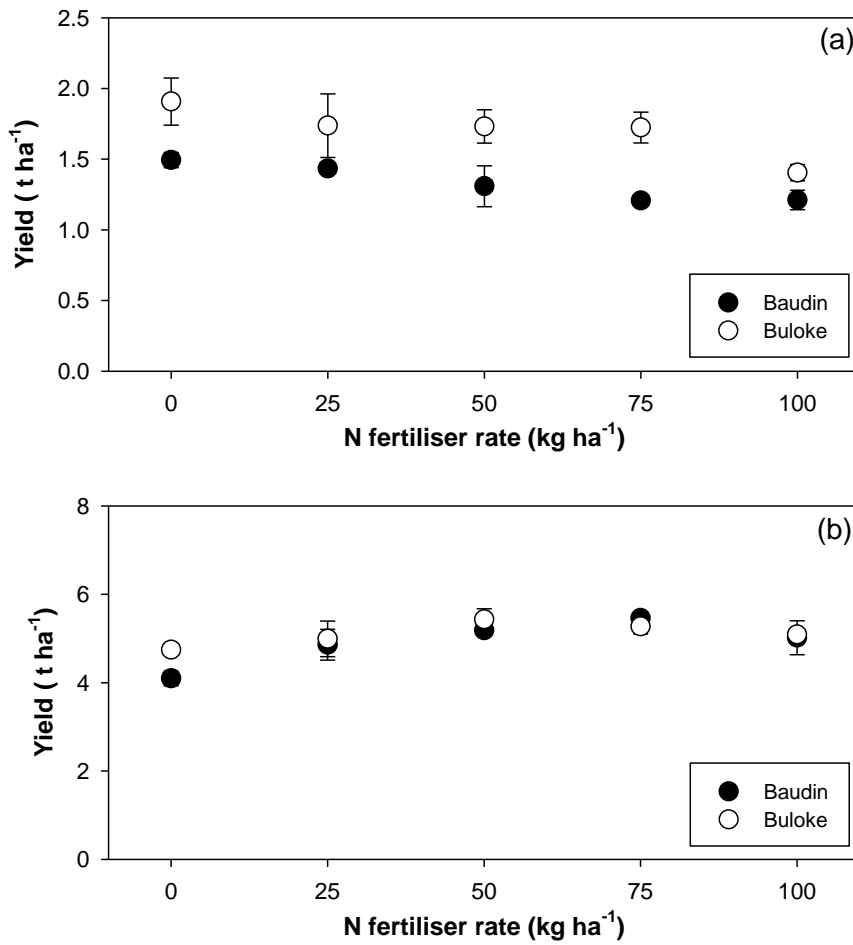 (a)
2.5
2.0
1.5
1.0
0.5
0.0
Yield ( t ha⁻¹)
Baudin
Buloke
0 25 50 75 100
N fertiliser rate (kg ha⁻¹)
(b)
8
6
4
2
0
Yield ( t ha⁻¹)
Baudin
Buloke
0 25 50 75 100
N fertiliser rate (kg ha⁻¹)